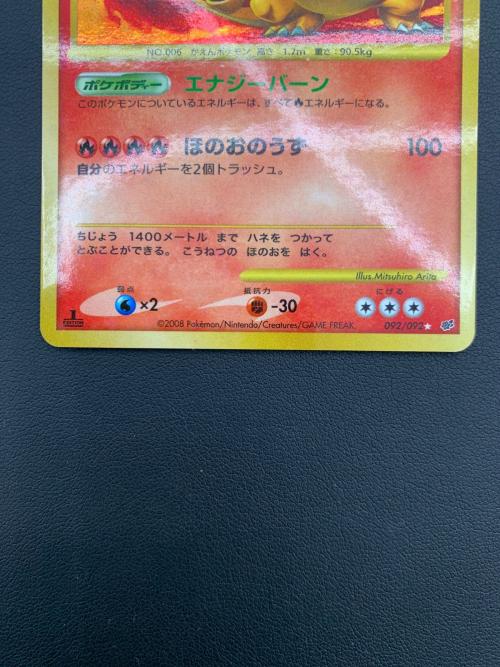 NO.006 かえんポケモン 高さ:1.7m 重さ:90.5kg
ポケボディー エナジーバーン
このポケモンについているエネルギーは、すべてエネルギーになる。
ほのおのうず 100
自分のエネルギーを2個トラッシュ。
ちじょう 1400メートル まで ハネを つかって
とぶことができる。 こうねつの ほのおを はく。
Illus.Mitsuhiro Arita
弱点 抵抗力 にげる
×2 -30
1 EDITION ©2008 Pokémon/Nintendo/Creatures/GAME FREAK. 092/092★